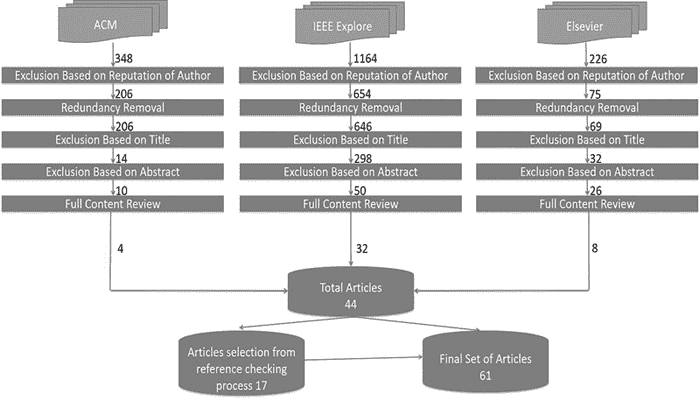 ACM
IEEE Explore
Elsevier
348
1164
226
Exclusion Based on Reputation of Author
Exclusion Based on Reputation of Author
Exclusion Based on Reputation of Author
206
654
75
Redundancy Removal
Redundancy Removal
Redundancy Removal
206
646
69
Exclusion Based on Title
Exclusion Based on Title
Exclusion Based on Title
14
298
32
Exclusion Based on Abstract
Exclusion Based on Abstract
Exclusion Based on Abstract
10
50
26
Full Content Review
Full Content Review
Full Content Review
4
32
8
Total Articles
44
Articles selection from
reference checking
process 17
Final Set of Articles
61